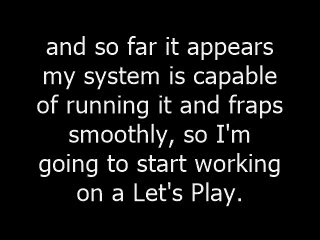 and so far it appears
my system is capable
of running it and fraps
smoothly, so I'm
going to start working
on a Let's Play.